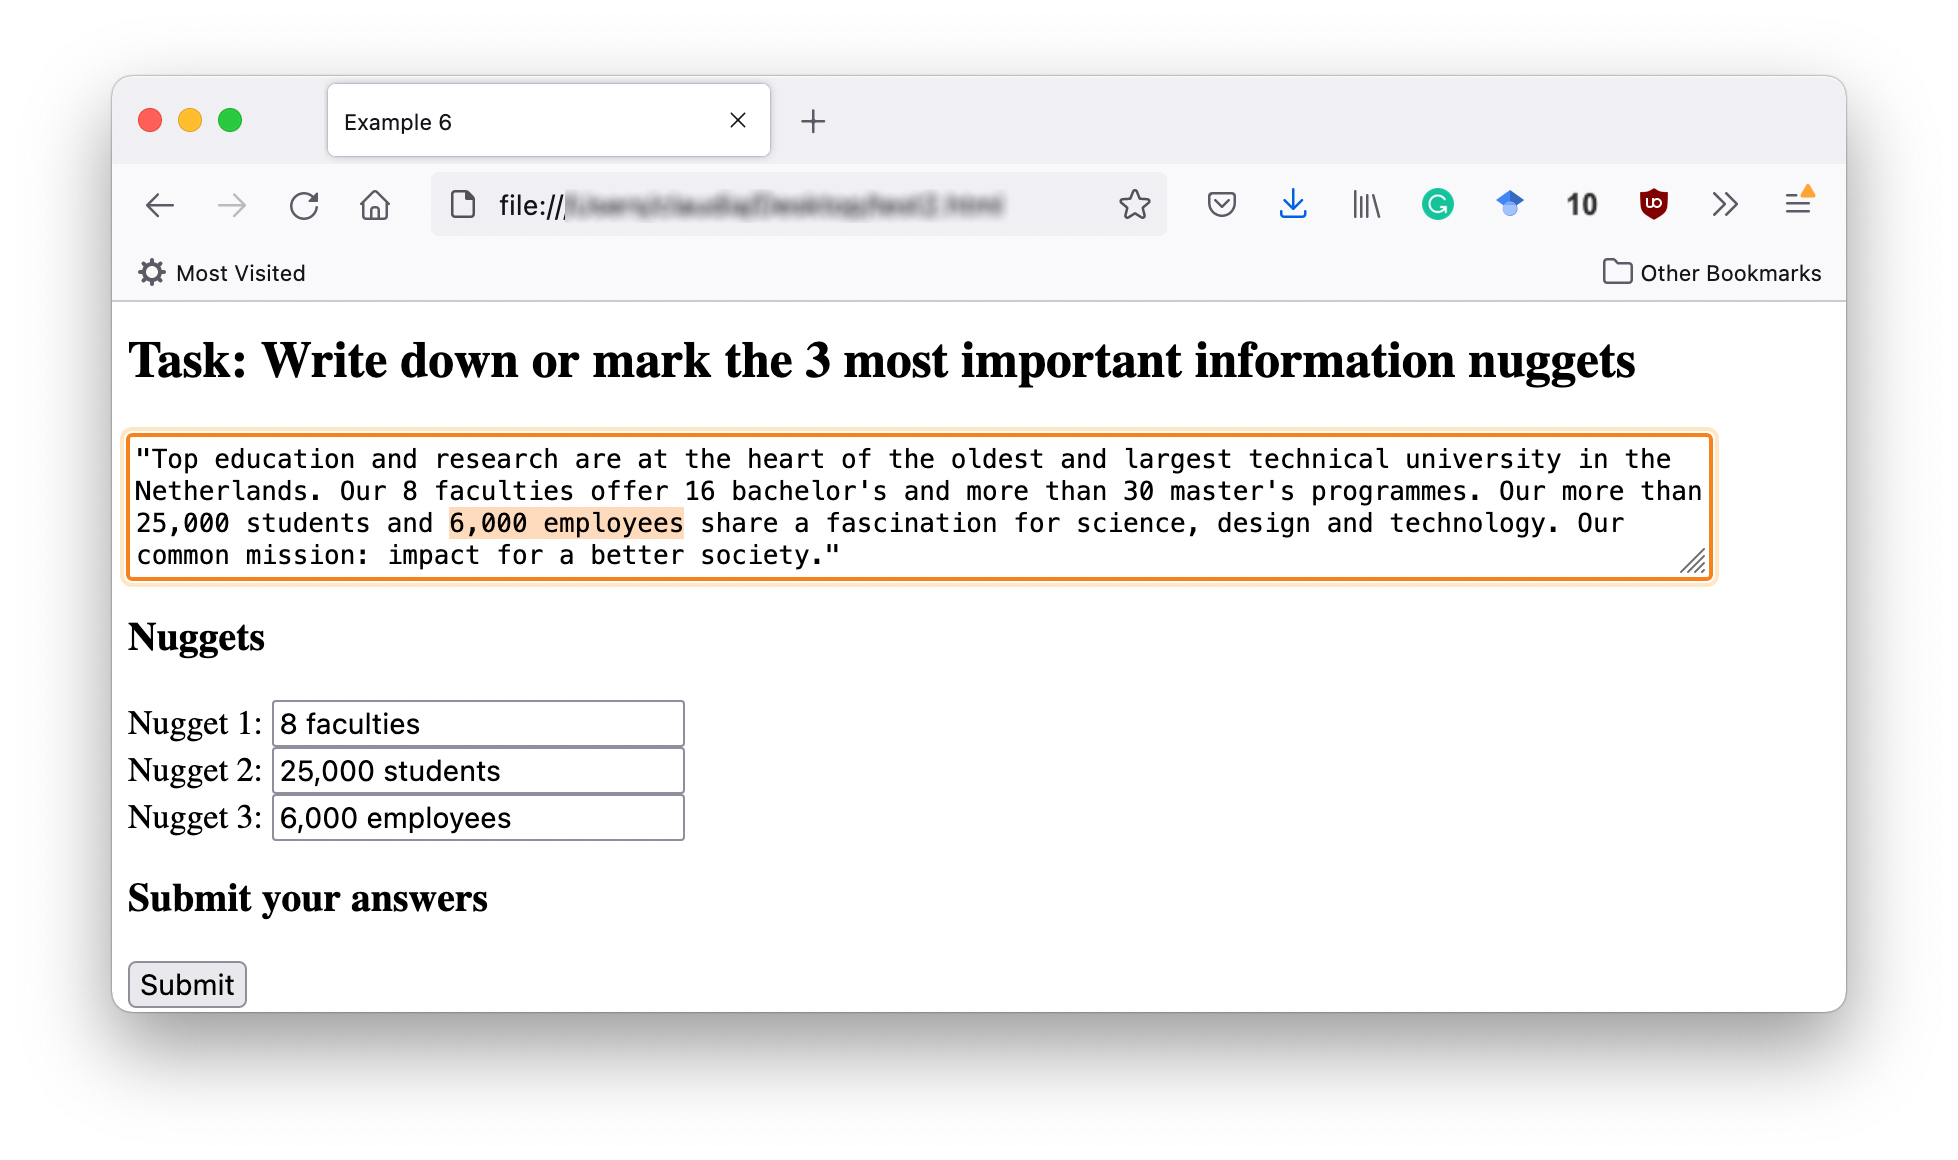 Example 6
file://
10
Most Visited
Other Bookmarks
Task: Write down or mark the 3 most important information nuggets
"Top education and research are at the heart of the oldest and largest technical university in the
Netherlands. Our 8 faculties offer 16 bachelor's and more than 30 master's programmes. Our more than
25,000 students and 6,000 employees share a fascination for science, design and technology. Our
common mission: impact for a better society."
Nuggets
Nugget 1: 8 faculties
Nugget 2: 25,000 students
Nugget 3: 6,000 employees
Submit your answers
Submit